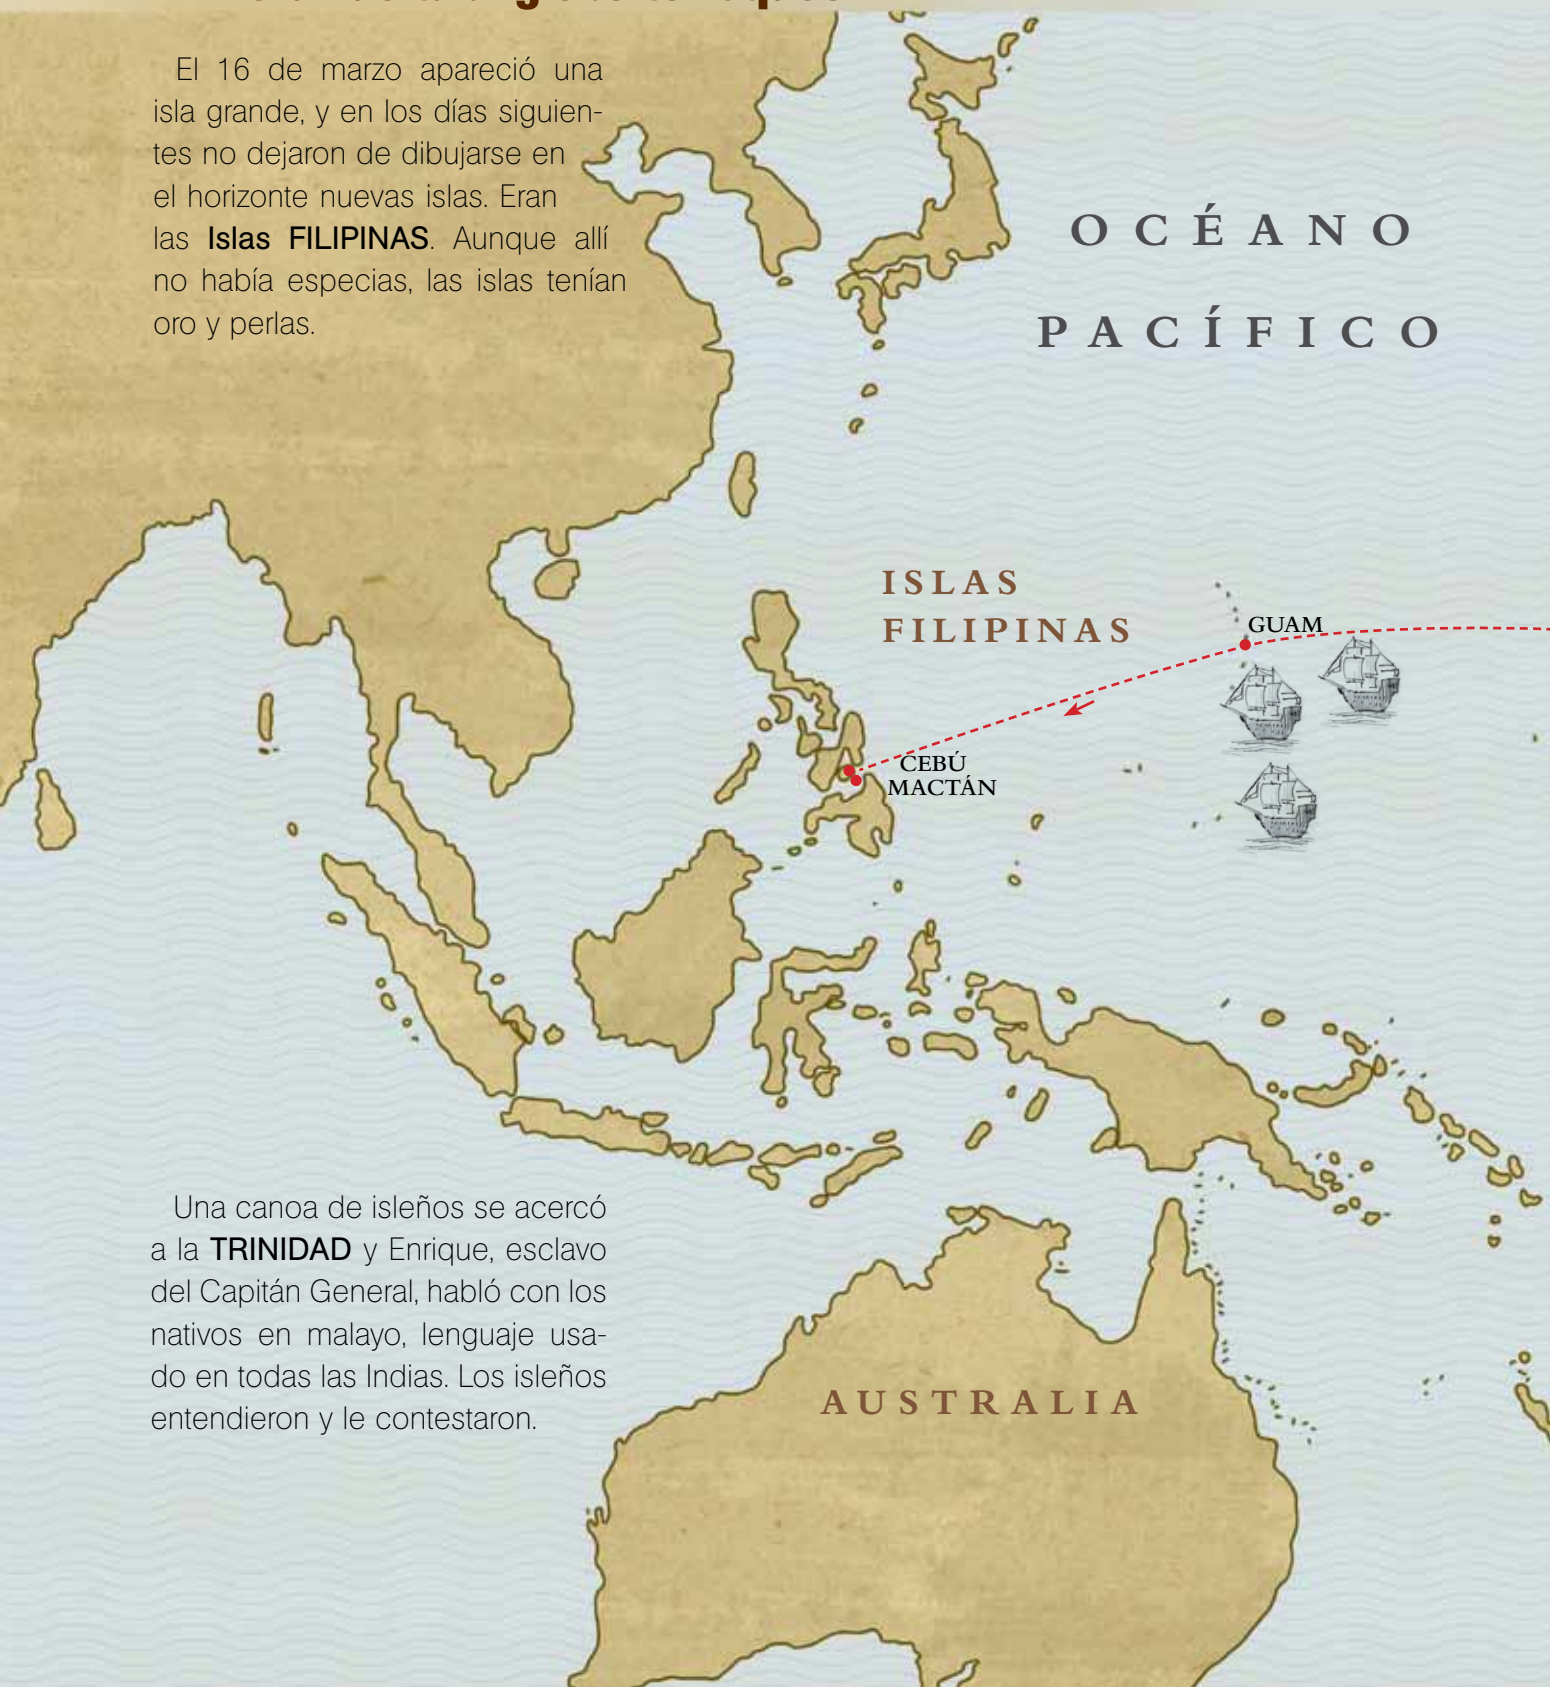 El 16 de marzo apareció una
isla grande, y en los días siguien-
tes no dejaron de dibujarse en
el horizonte nuevas islas. Eran
las Islas FILIPINAS. Aunque allí
no había especias, las islas tenían
oro y perlas.
OCÉANO
PACÍFICO
ISLAS
FILIPINAS
GUAM
CEBÚ
MACTÁN
Una canoa de isleños se acercó
a la TRINIDAD y Enrique, esclavo
del Capitán General, habló con los
nativos en malayo, lenguaje usa-
do en todas las Indias. Los isleños
entendieron y le contestaron.
AUSTRALIA